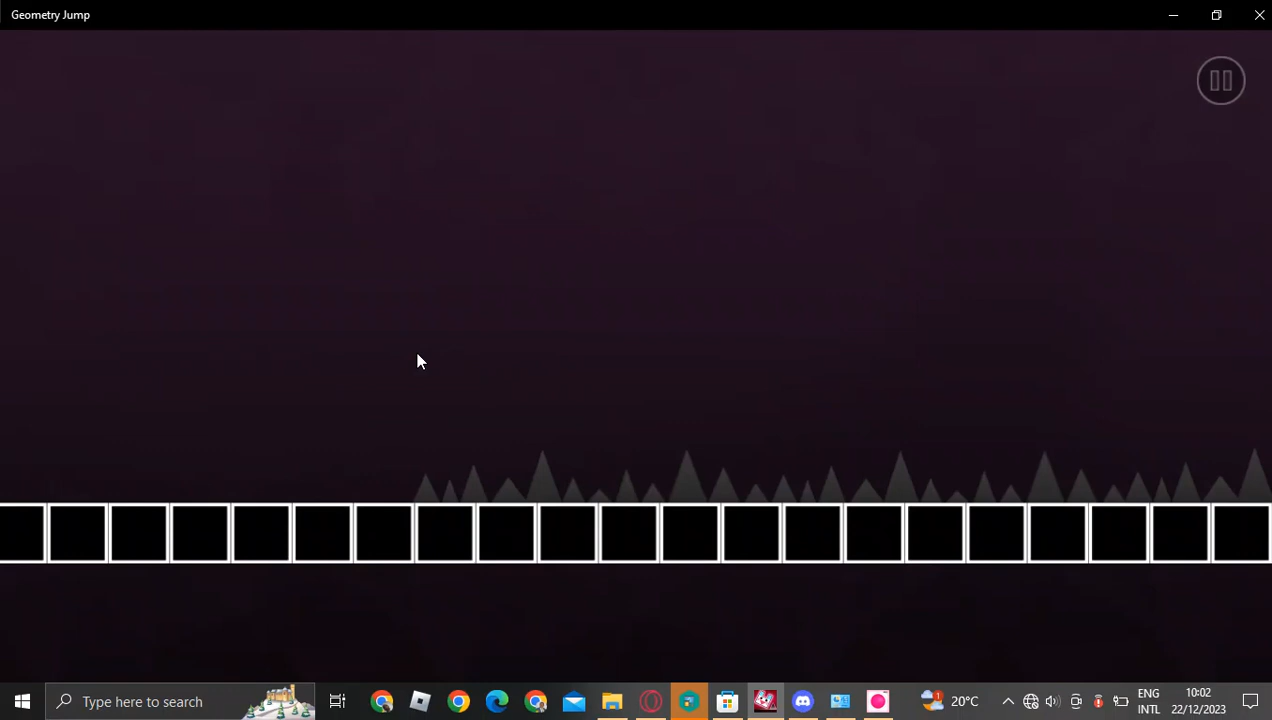 Geometry Jump
Type here to search
20°C
ENG
INTL
10:02
22/12/2023